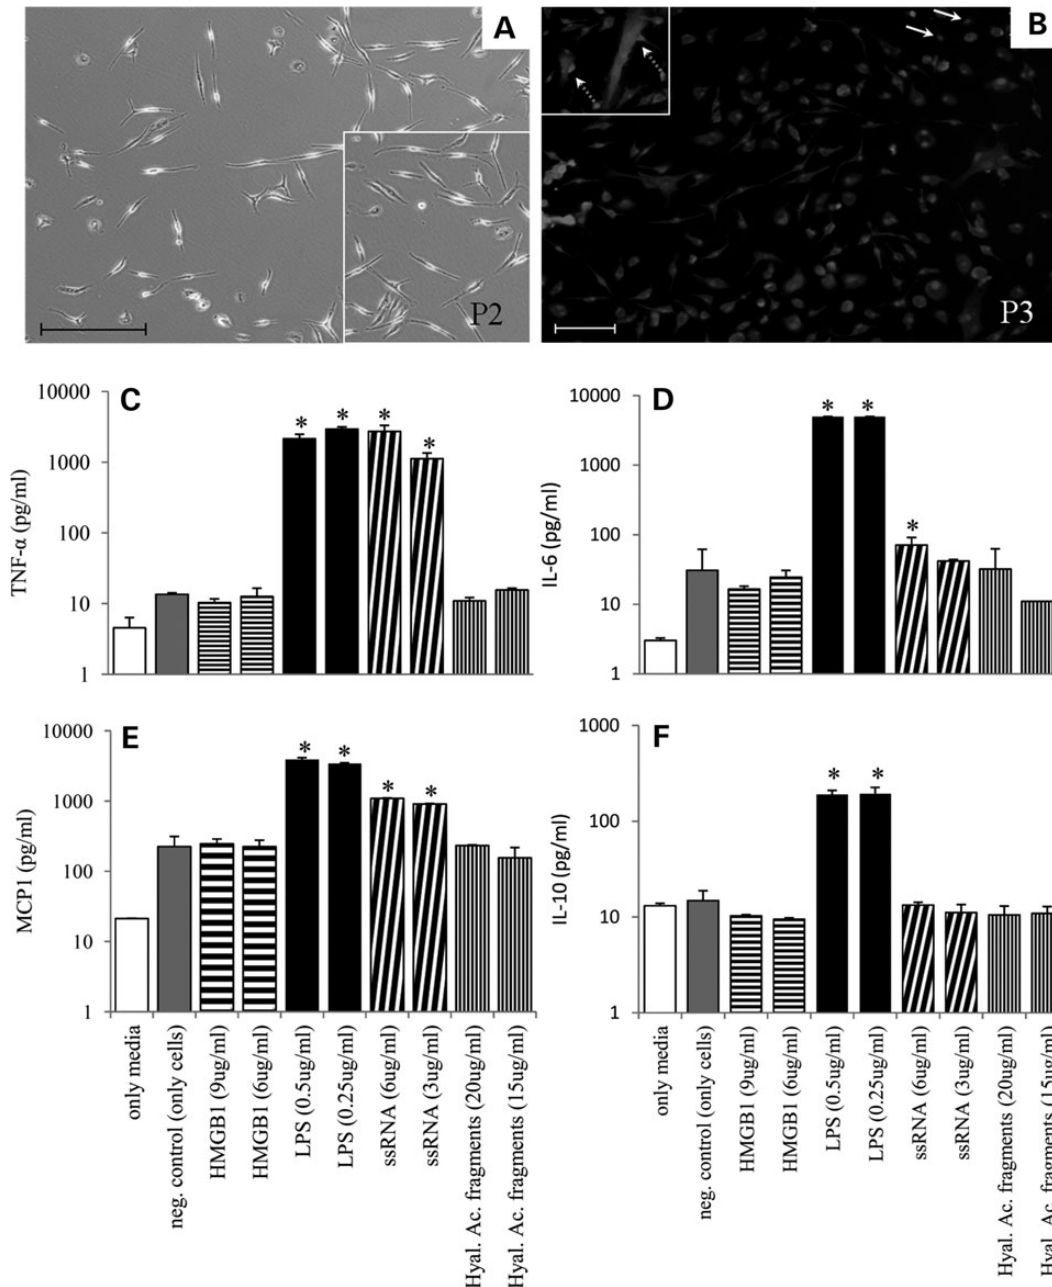 A
B
P2
P3
C
D
10000
1000
100
10
1
TNF-α (pg/ml)
*
*
*
*
10000
1000
100
10
1
IL-6 (pg/ml)
*
*
*
E
F
10000
1000
100
10
1
MCP1 (pg/ml)
*
*
*
*
1000
100
10
1
IL-10 (pg/ml)
*
*
only media
neg. control (only cells)
HMGB1 (9ug/ml)
HMGB1 (6ug/ml)
LPS (0.5ug/ml)
LPS (0.25ug/ml)
ssRNA (6ug/ml)
ssRNA (3ug/ml)
Hyal. Ac. fragments (20ug/ml)
Hyal. Ac. fragments (15ug/ml)
only media
neg. control (only cells)
HMGB1 (9ug/ml)
HMGB1 (6ug/ml)
LPS (0.5ug/ml)
LPS (0.25ug/ml)
ssRNA (6ug/ml)
ssRNA (3ug/ml)
Hyal. Ac. fragments (20ug/ml)
Hyal. Ac. fragments (15ug/ml)